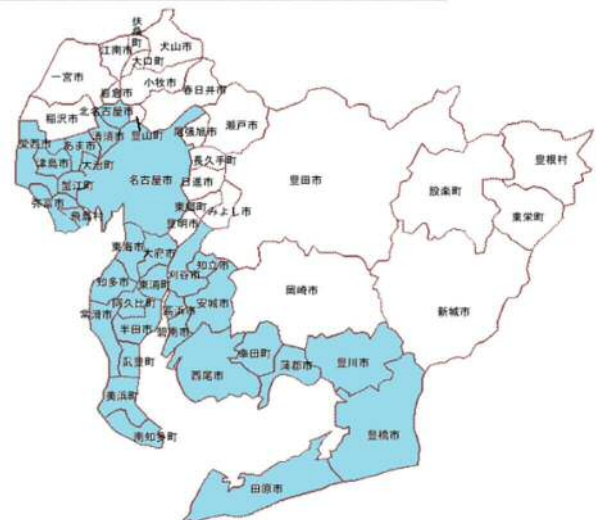 扶桑町
江南市
犬山市
大口町
一宮市
小牧市
岩倉市
春日井市
稲沢市
北名古屋市
清須市
豊山町
尾張旭市
瀬戸市
愛西市
あま市
津島市
大治町
長久手町
蟹江町
名古屋市
日進市
豊田市
設楽町
豊根村
弥富市
飛島村
東郷町
みよし市
東栄町
豊明市
東海市
大府市
知立市
刈谷市
知多市
東浦町
岡崎市
常滑市
阿久比町
高浜市
安城市
新城市
半田市
碧南市
武豊町
西尾市
幸田町
蒲郡市
豊川市
美浜町
南知多町
豊橋市
田原市